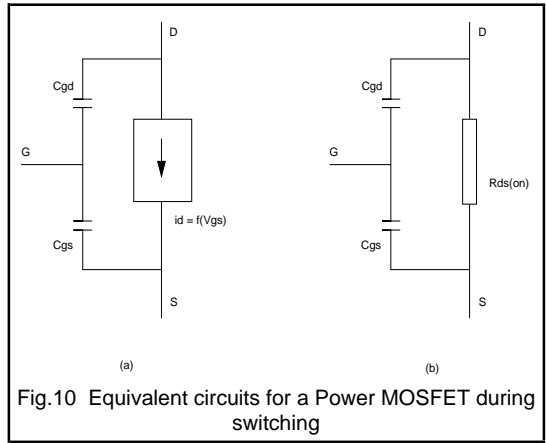 D
D
Cgd
Cgd
G
G
Rds(on)
id = f(Vgs)
Cgs
Cgs
S
S
(a)
(b)
Fig.10 Equivalent circuits for a Power MOSFET during
switching